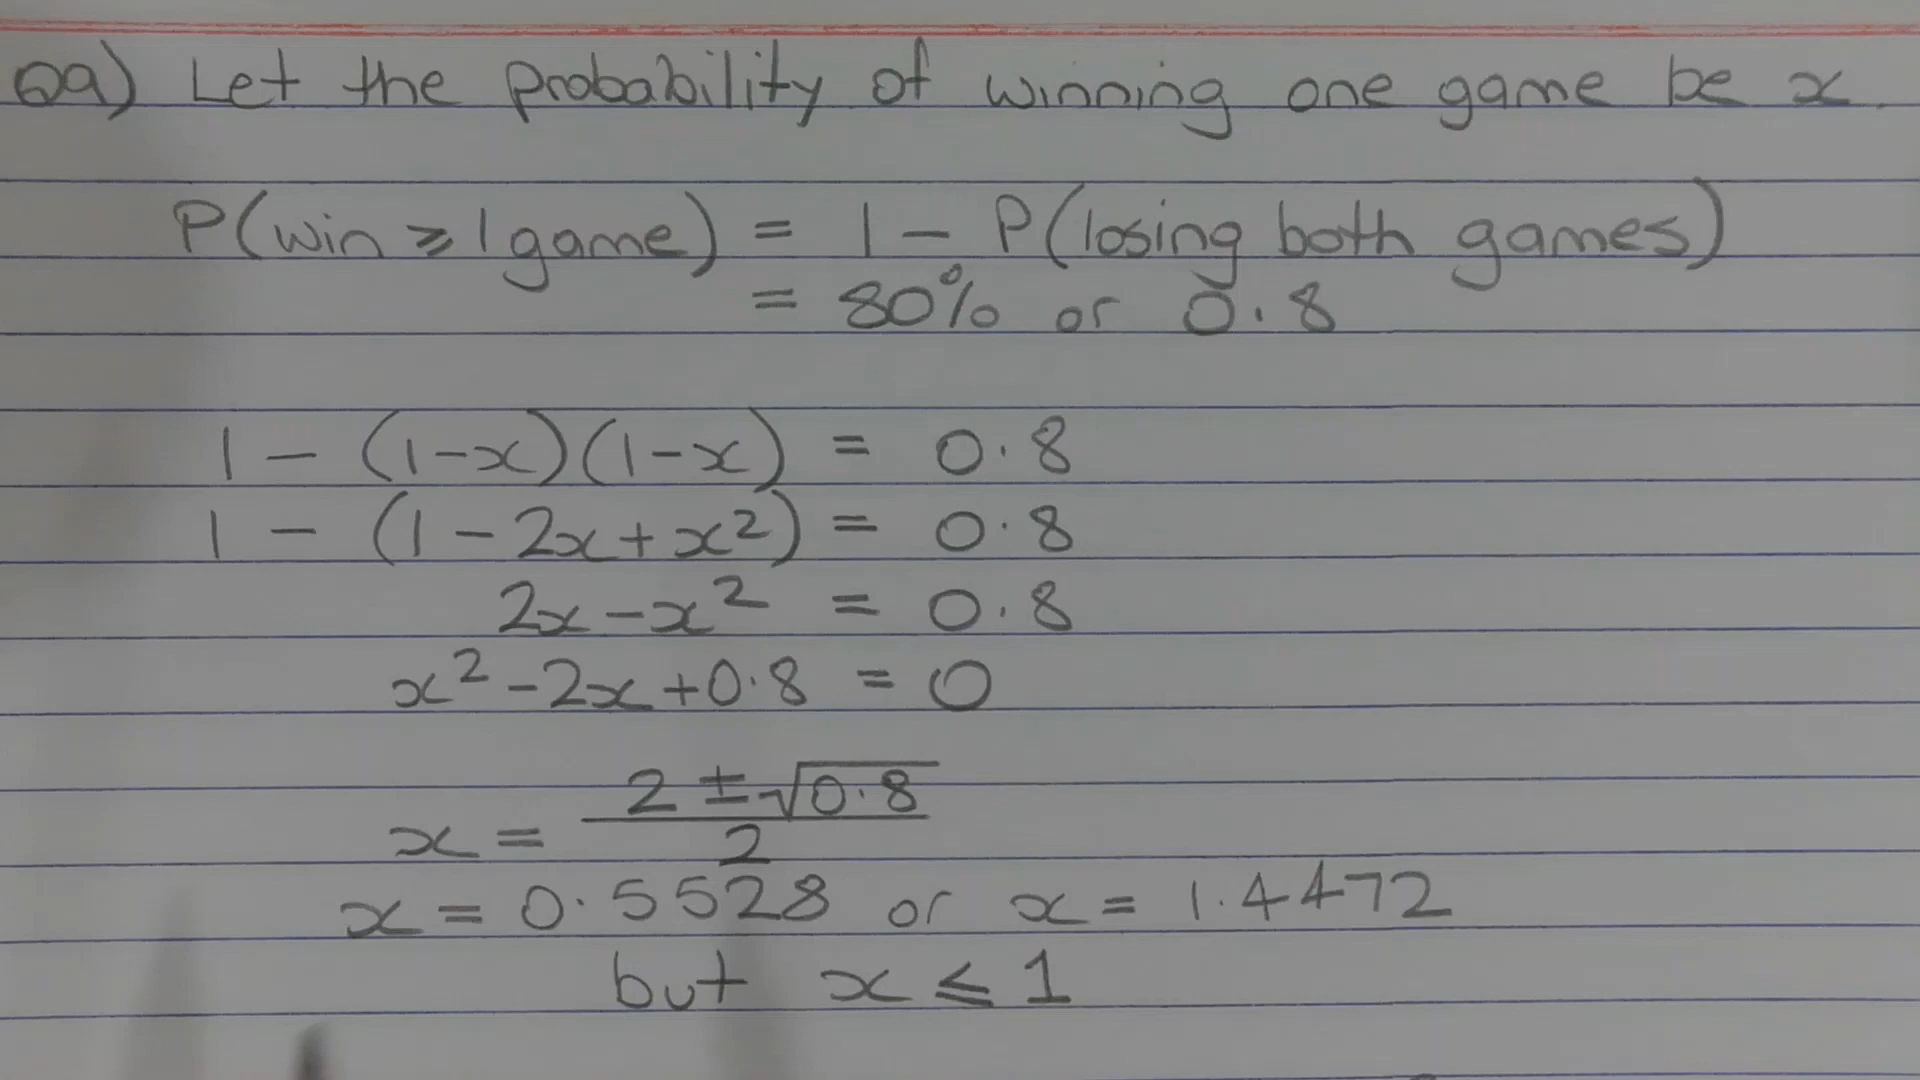 Qa) Let the probability of winning one game be x
P(win ⩾ 1 game) = 1 - P(losing both games)
= 80% or 0.8
1 - (1-x)(1-x) = 0.8
1 - (1 - 2x + x²) = 0.8
2x - x² = 0.8
x² - 2x + 0.8 = 0
x = (2 ± √0.8)/2
x = 0.5528 or x = 1.4472
but x ≤ 1